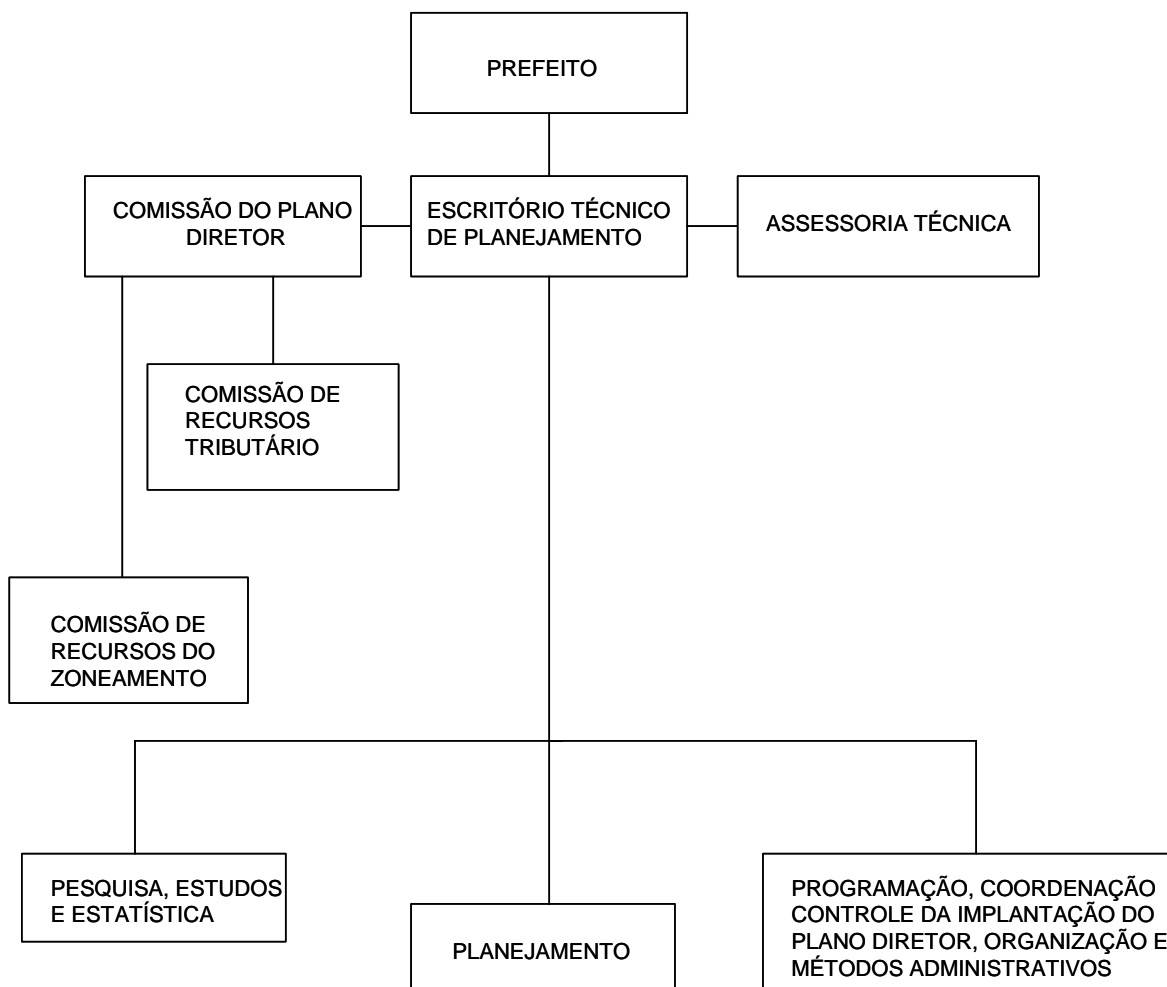 PREFEITO
COMISSÃO DO PLANO
DIRETOR
ESCRITÓRIO TÉCNICO
DE PLANEJAMENTO
ASSESSORIA TÉCNICA
COMISSÃO DE
RECURSOS
TRIBUTÁRIO
COMISSÃO DE
RECURSOS DO
ZONEAMENTO
PESQUISA, ESTUDOS
E ESTATÍSTICA
PLANEJAMENTO
PROGRAMAÇÃO, COORDENAÇÃO
CONTROLE DA IMPLANTAÇÃO DO
PLANO DIRETOR, ORGANIZAÇÃO E
MÉTODOS ADMINISTRATIVOS